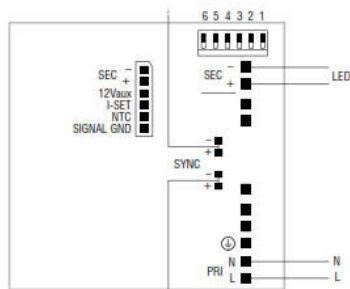 6 5 4 3 2 1
SEC - +
12Vaux
I-SET
NTC
SIGNAL GND
SEC - +
LED
SYNC - +
- +
PRI N L
N
L